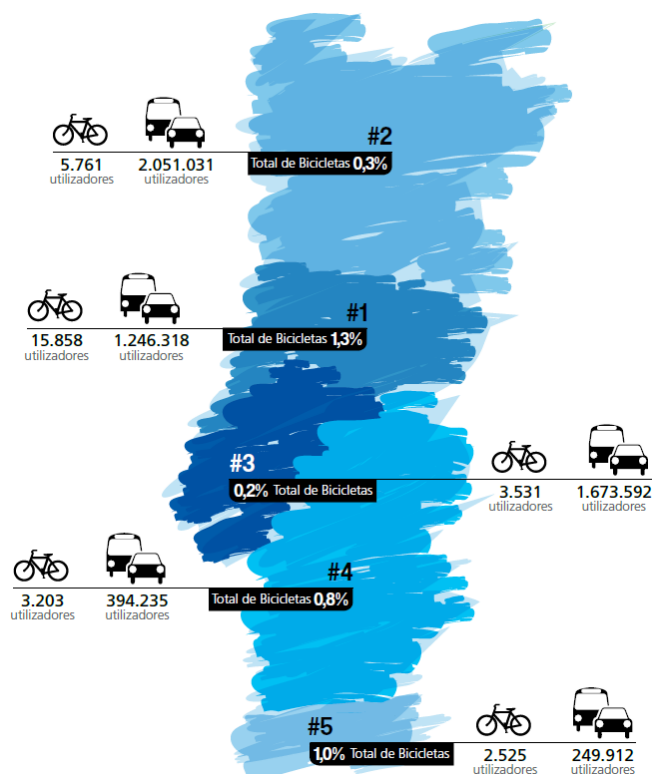 #2
5.761
utilizadores
2.051.031
utilizadores
Total de Bicicletas 0,3%
#1
15.858
utilizadores
1.246.318
utilizadores
Total de Bicicletas 1,3%
#3
0,2% Total de Bicicletas
3.531
utilizadores
1.673.592
utilizadores
#4
3.203
utilizadores
394.235
utilizadores
Total de Bicicletas 0,8%
#5
1,0% Total de Bicicletas
2.525
utilizadores
249.912
utilizadores